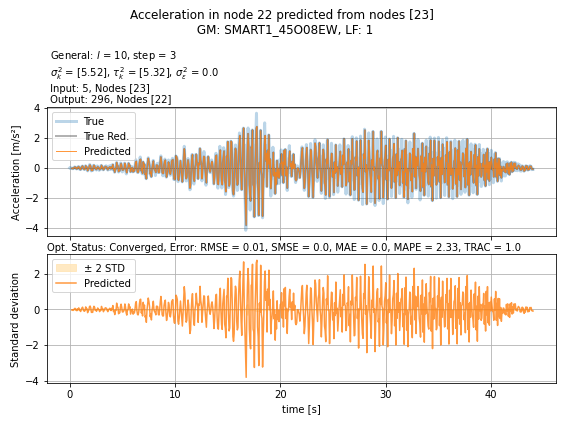 Acceleration in node 22 predicted from nodes [23]
GM: SMART1_45O08EW, LF: 1
General: l = 10, step = 3
σ²ₖ = [5.52], τ²ₖ = [5.32], σ²ε = 0.0
Input: 5, Nodes [23]
Output: 296, Nodes [22]
4
2
0
−2
−4
Acceleration [m/s²]
True
True Red.
Predicted
Opt. Status: Converged, Error: RMSE = 0.01, SMSE = 0.0, MAE = 0.0, MAPE = 2.33, TRAC = 1.0
2
0
−2
−4
Standard deviation
± 2 STD
Predicted
0 10 20 30 40
time [s]